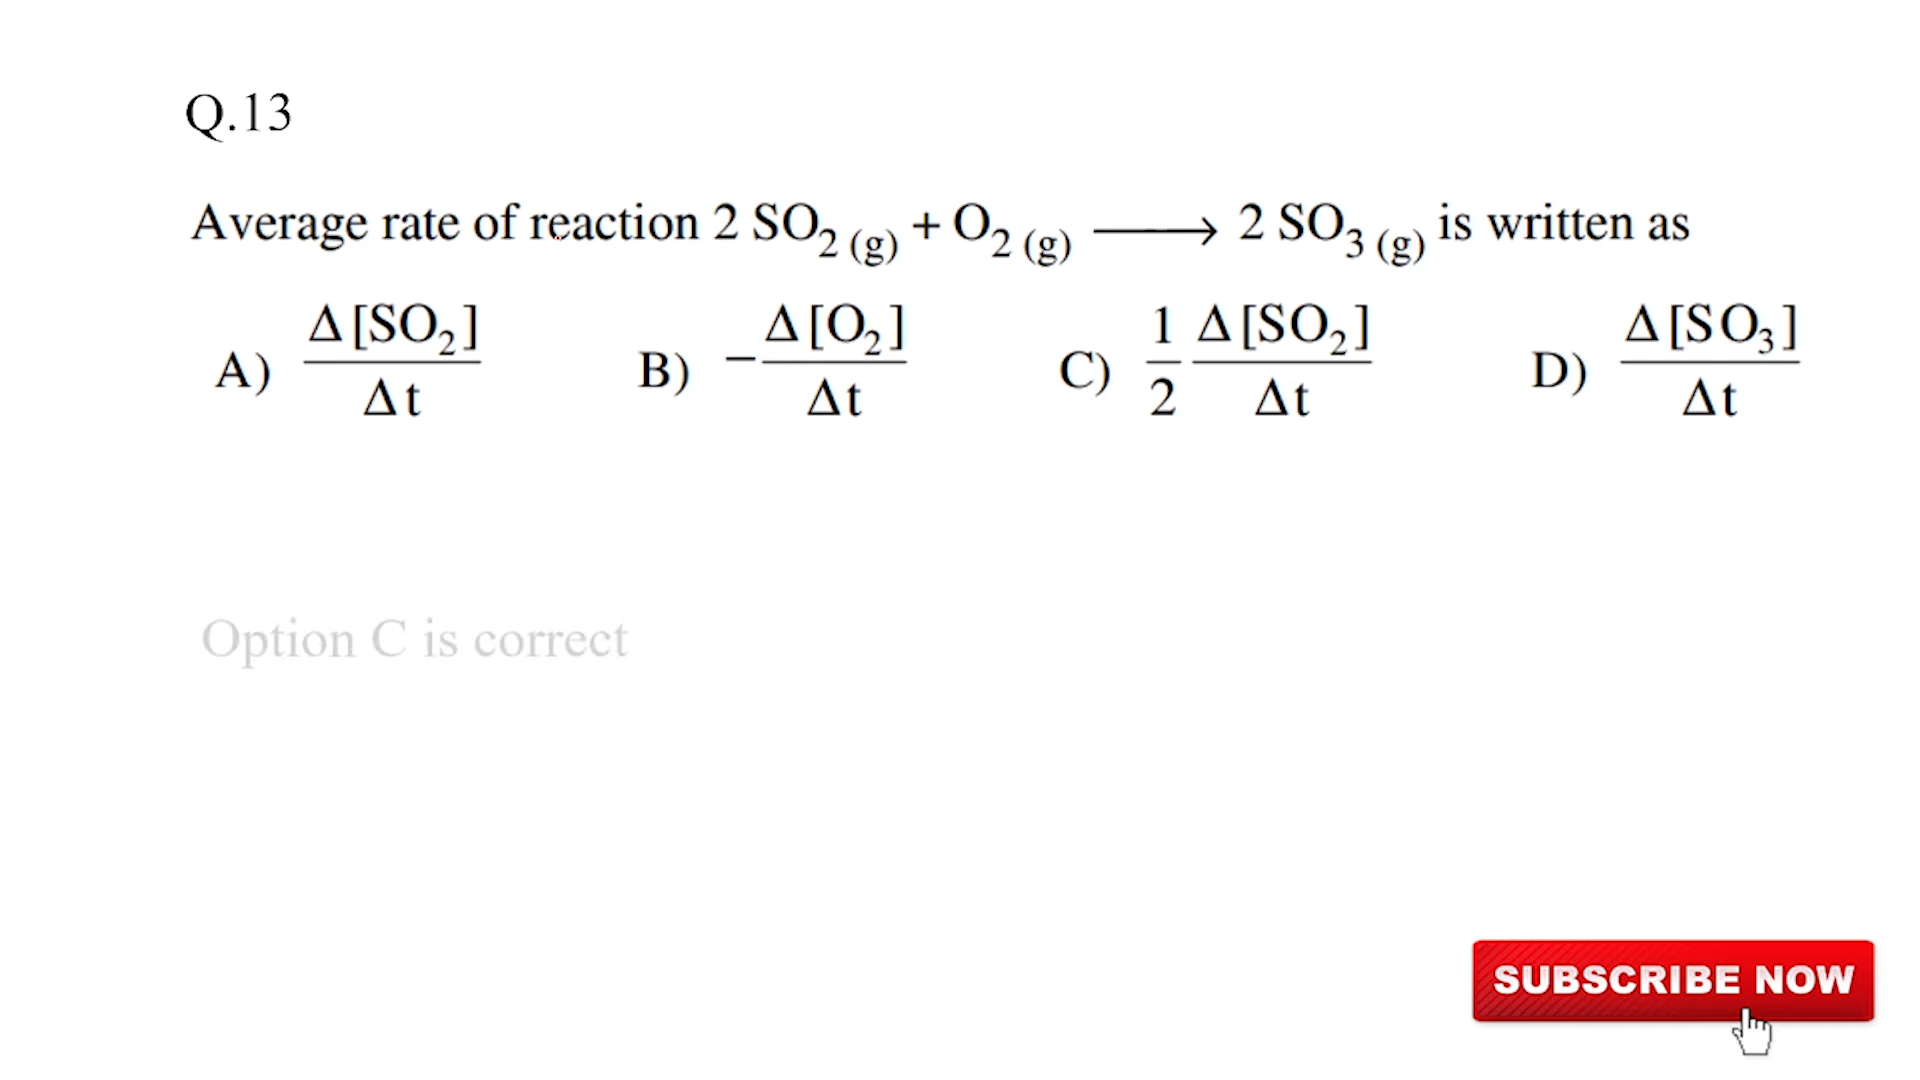 Q.13
Average rate of reaction 2 SO₂ (g) + O₂ (g) ⟶ 2 SO₃ (g) is written as
A) Δ[SO₂]/Δt B) −Δ[O₂]/Δt C) 1/2 Δ[SO₂]/Δt D) Δ[SO₃]/Δt
Option C is correct
SUBSCRIBE NOW